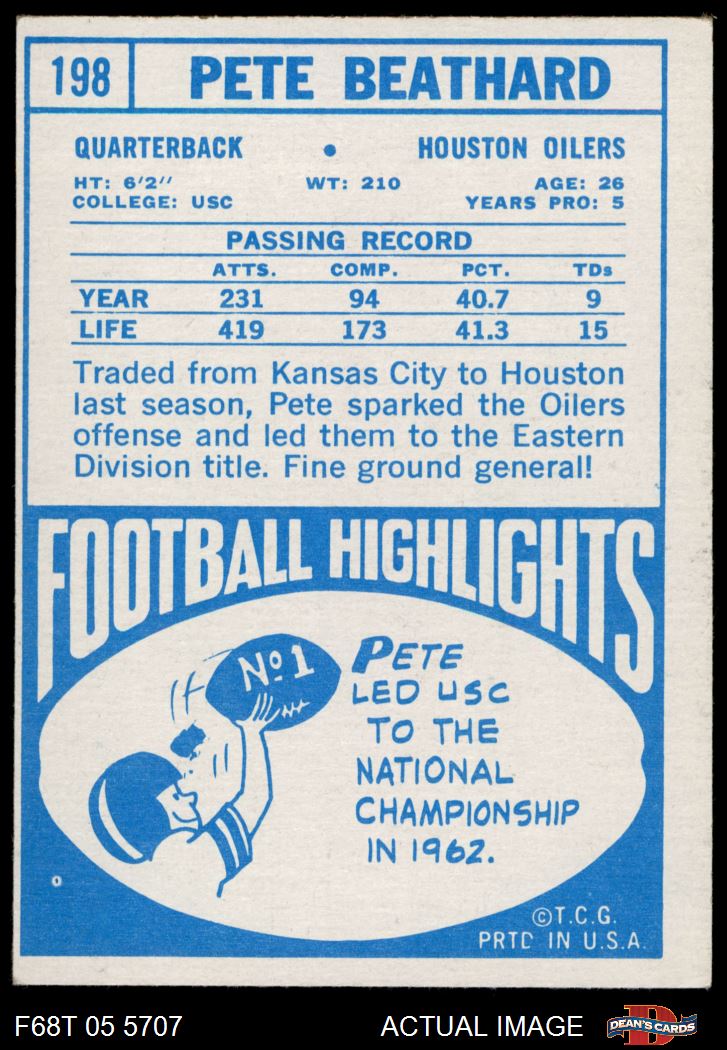 198 PETE BEATHARD
QUARTERBACK • HOUSTON OILERS
HT: 6'2" WT: 210 AGE: 26
COLLEGE: USC YEARS PRO: 5
PASSING RECORD
ATTS. COMP. PCT. TDs
YEAR 231 94 40.7 9
LIFE 419 173 41.3 15
Traded from Kansas City to Houston
last season, Pete sparked the Oilers
offense and led them to the Eastern
Division title. Fine ground general!
FOOTBALL HIGHLIGHTS
Nº 1
PETE
LED USC
TO THE
NATIONAL
CHAMPIONSHIP
IN 1962.
©T.C.G.
PRTD IN U.S.A.
F68T 05 5707 ACTUAL IMAGE DEAN'S CARDS